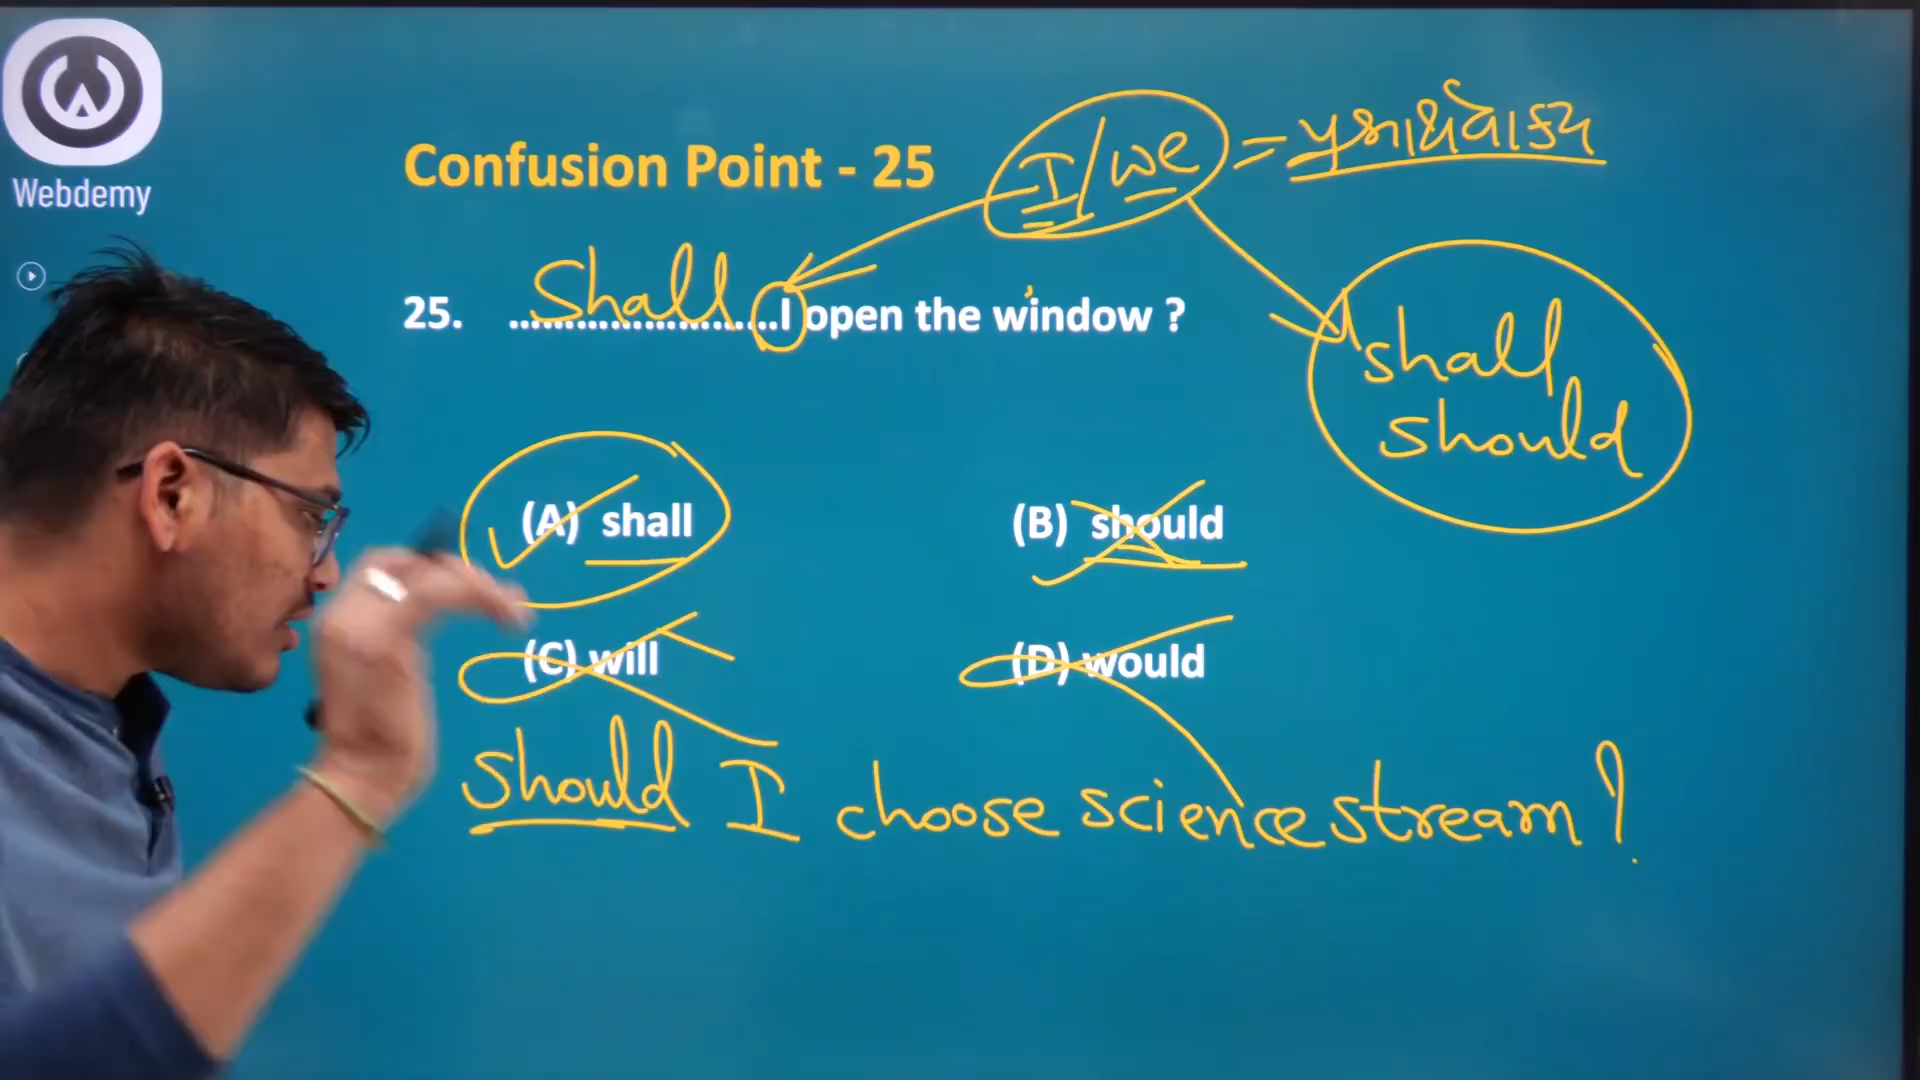 Webdemy
Confusion Point - 25
I/we = પ્રશ્નાર્થવાક્ય
Shall
25. ..........................I open the window ?
shall
should
(A) shall
(B) should
(C) will
(D) would
Should I choose science stream?